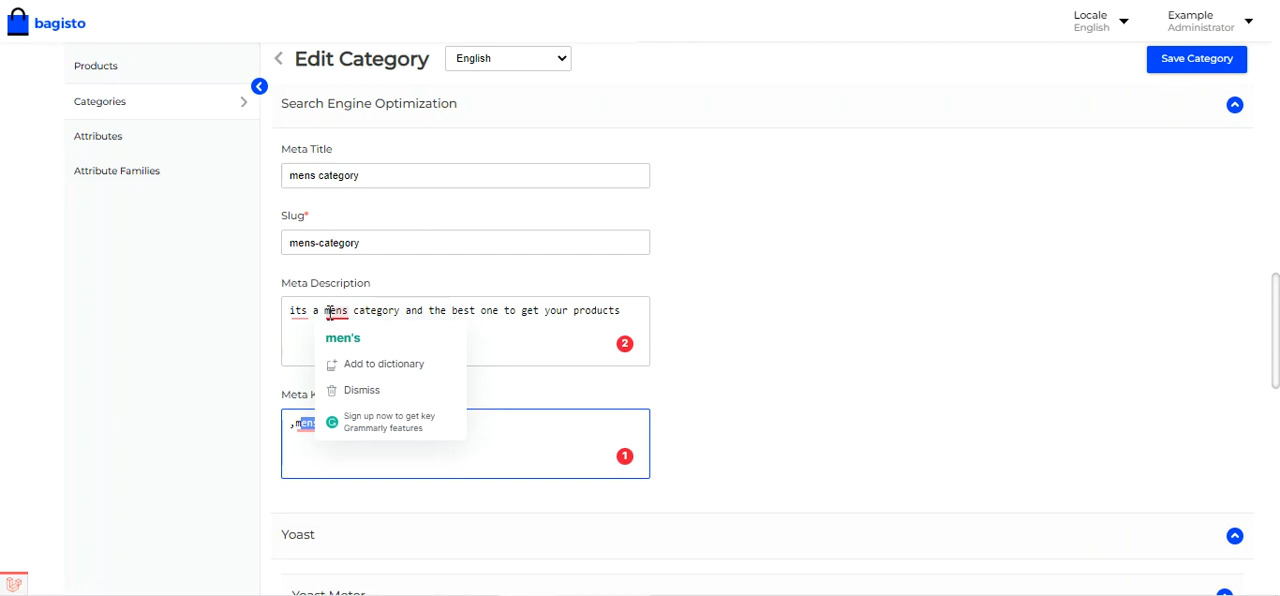 bagisto
Locale
English
Example
Administrator
Products
Categories
Attributes
Attribute Families
Edit Category
English
Save Category
Search Engine Optimization
Meta Title
mens category
Slug*
mens-category
Meta Description
its a mens category and the best one to get your products
2
men's
Add to dictionary
Dismiss
Sign up now to get key
Grammarly features
Meta
,mens
1
Yoast
Yoast Meter